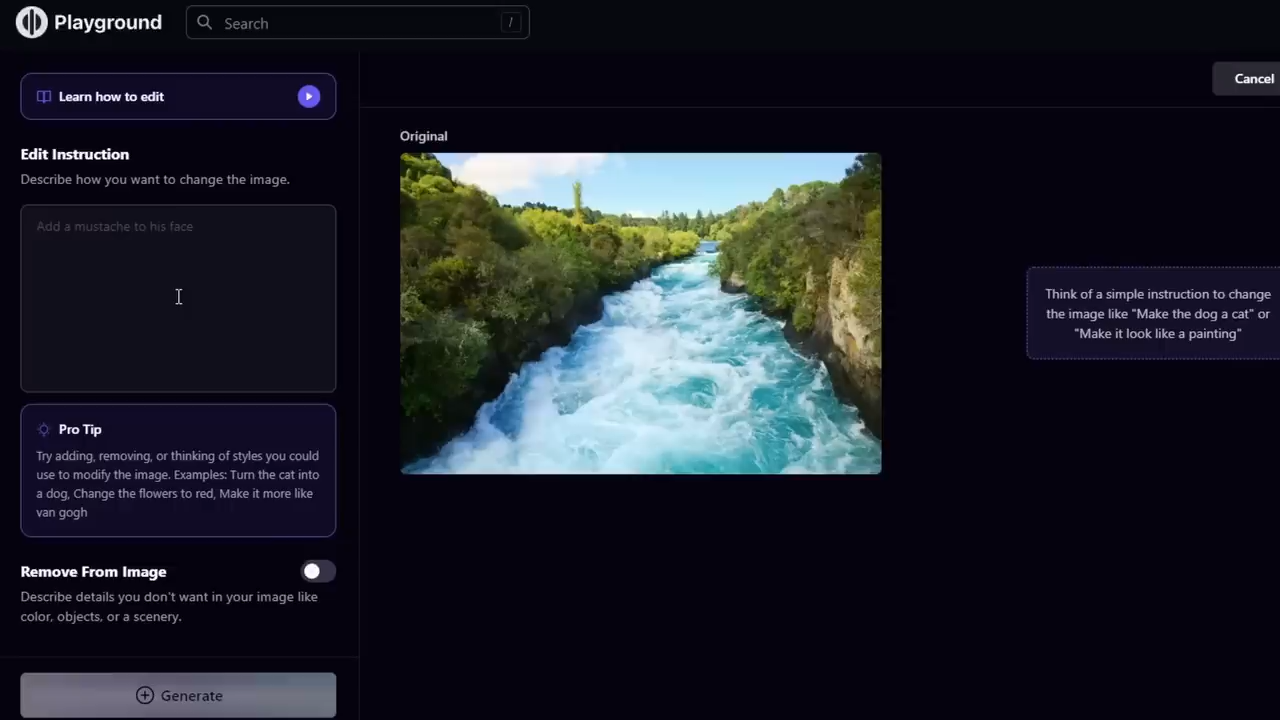 Playground
Search
/
Learn how to edit
Cancel
Edit Instruction
Describe how you want to change the image.
Add a mustache to his face
Original
Think of a simple instruction to change
the image like "Make the dog a cat" or
"Make it look like a painting"
Pro Tip
Try adding, removing, or thinking of styles you could
use to modify the image. Examples: Turn the cat into
a dog, Change the flowers to red, Make it more like
van gogh
Remove From Image
Describe details you don't want in your image like
color, objects, or a scenery.
Generate